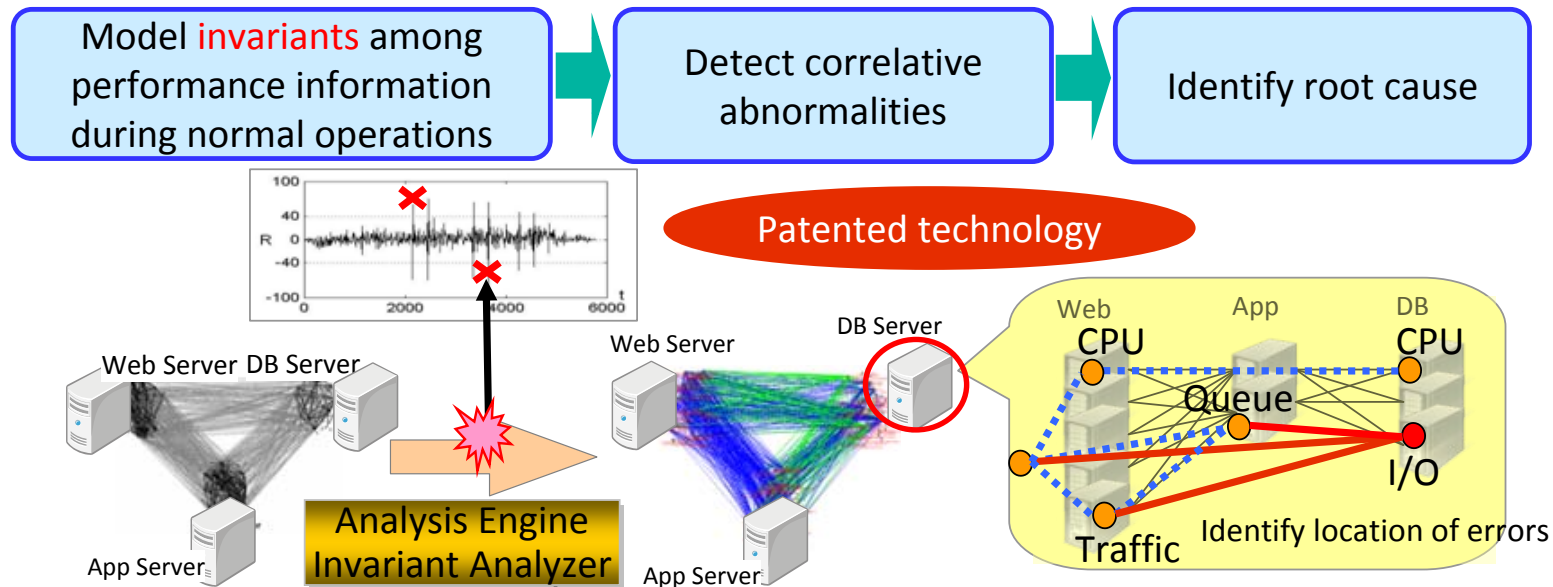 Model invariants among
performance information
during normal operations
Detect correlative
abnormalities
Identify root cause
100
40
R 0
-40
-100
0 2000 4000 6000
t
Patented technology
Web Server DB Server
App Server
Analysis Engine
Invariant Analyzer
Web Server
DB Server
App Server
Web App DB
CPU CPU
Queue
I/O
Traffic
Identify location of errors